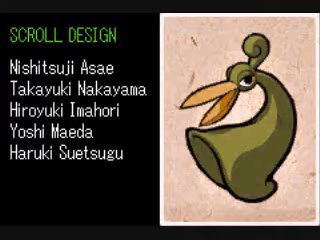 SCROLL DESIGN
Nishitsuji Asae
Takayuki Nakayama
Hiroyuki Imahori
Yoshi Maeda
Haruki Suetsugu